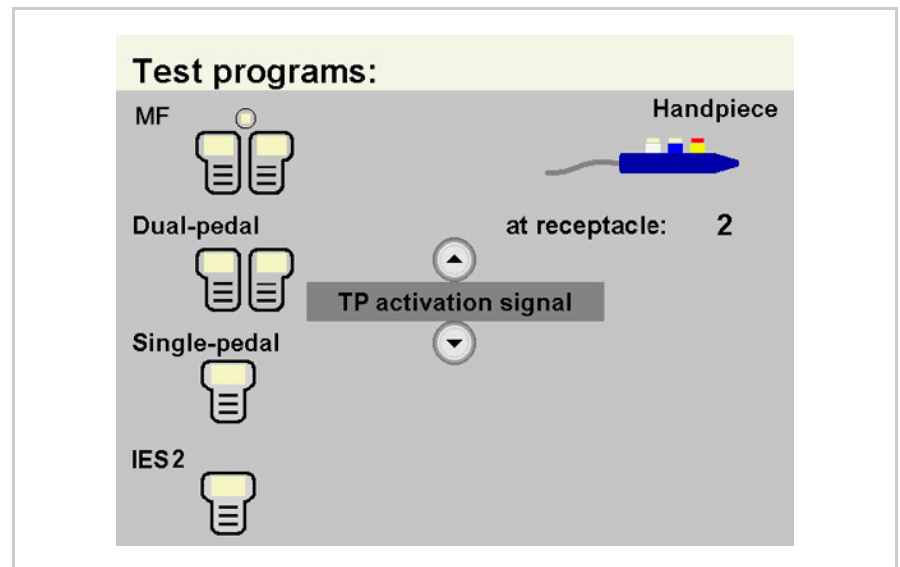 Test programs:
MF
Handpiece
Dual-pedal
at receptacle: 2
TP activation signal
Single-pedal
IES 2